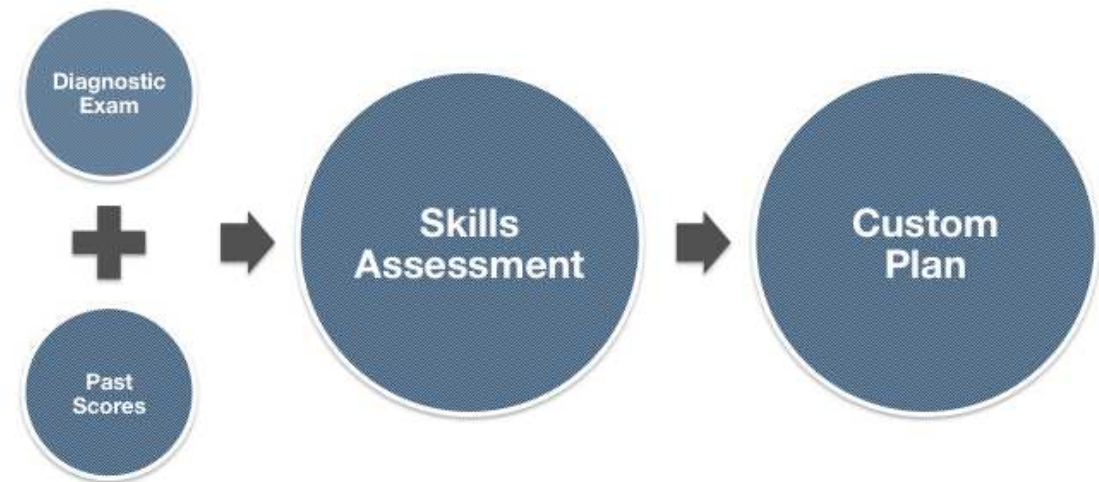 Diagnostic
Exam
Past
Scores
Skills
Assessment
Custom
Plan